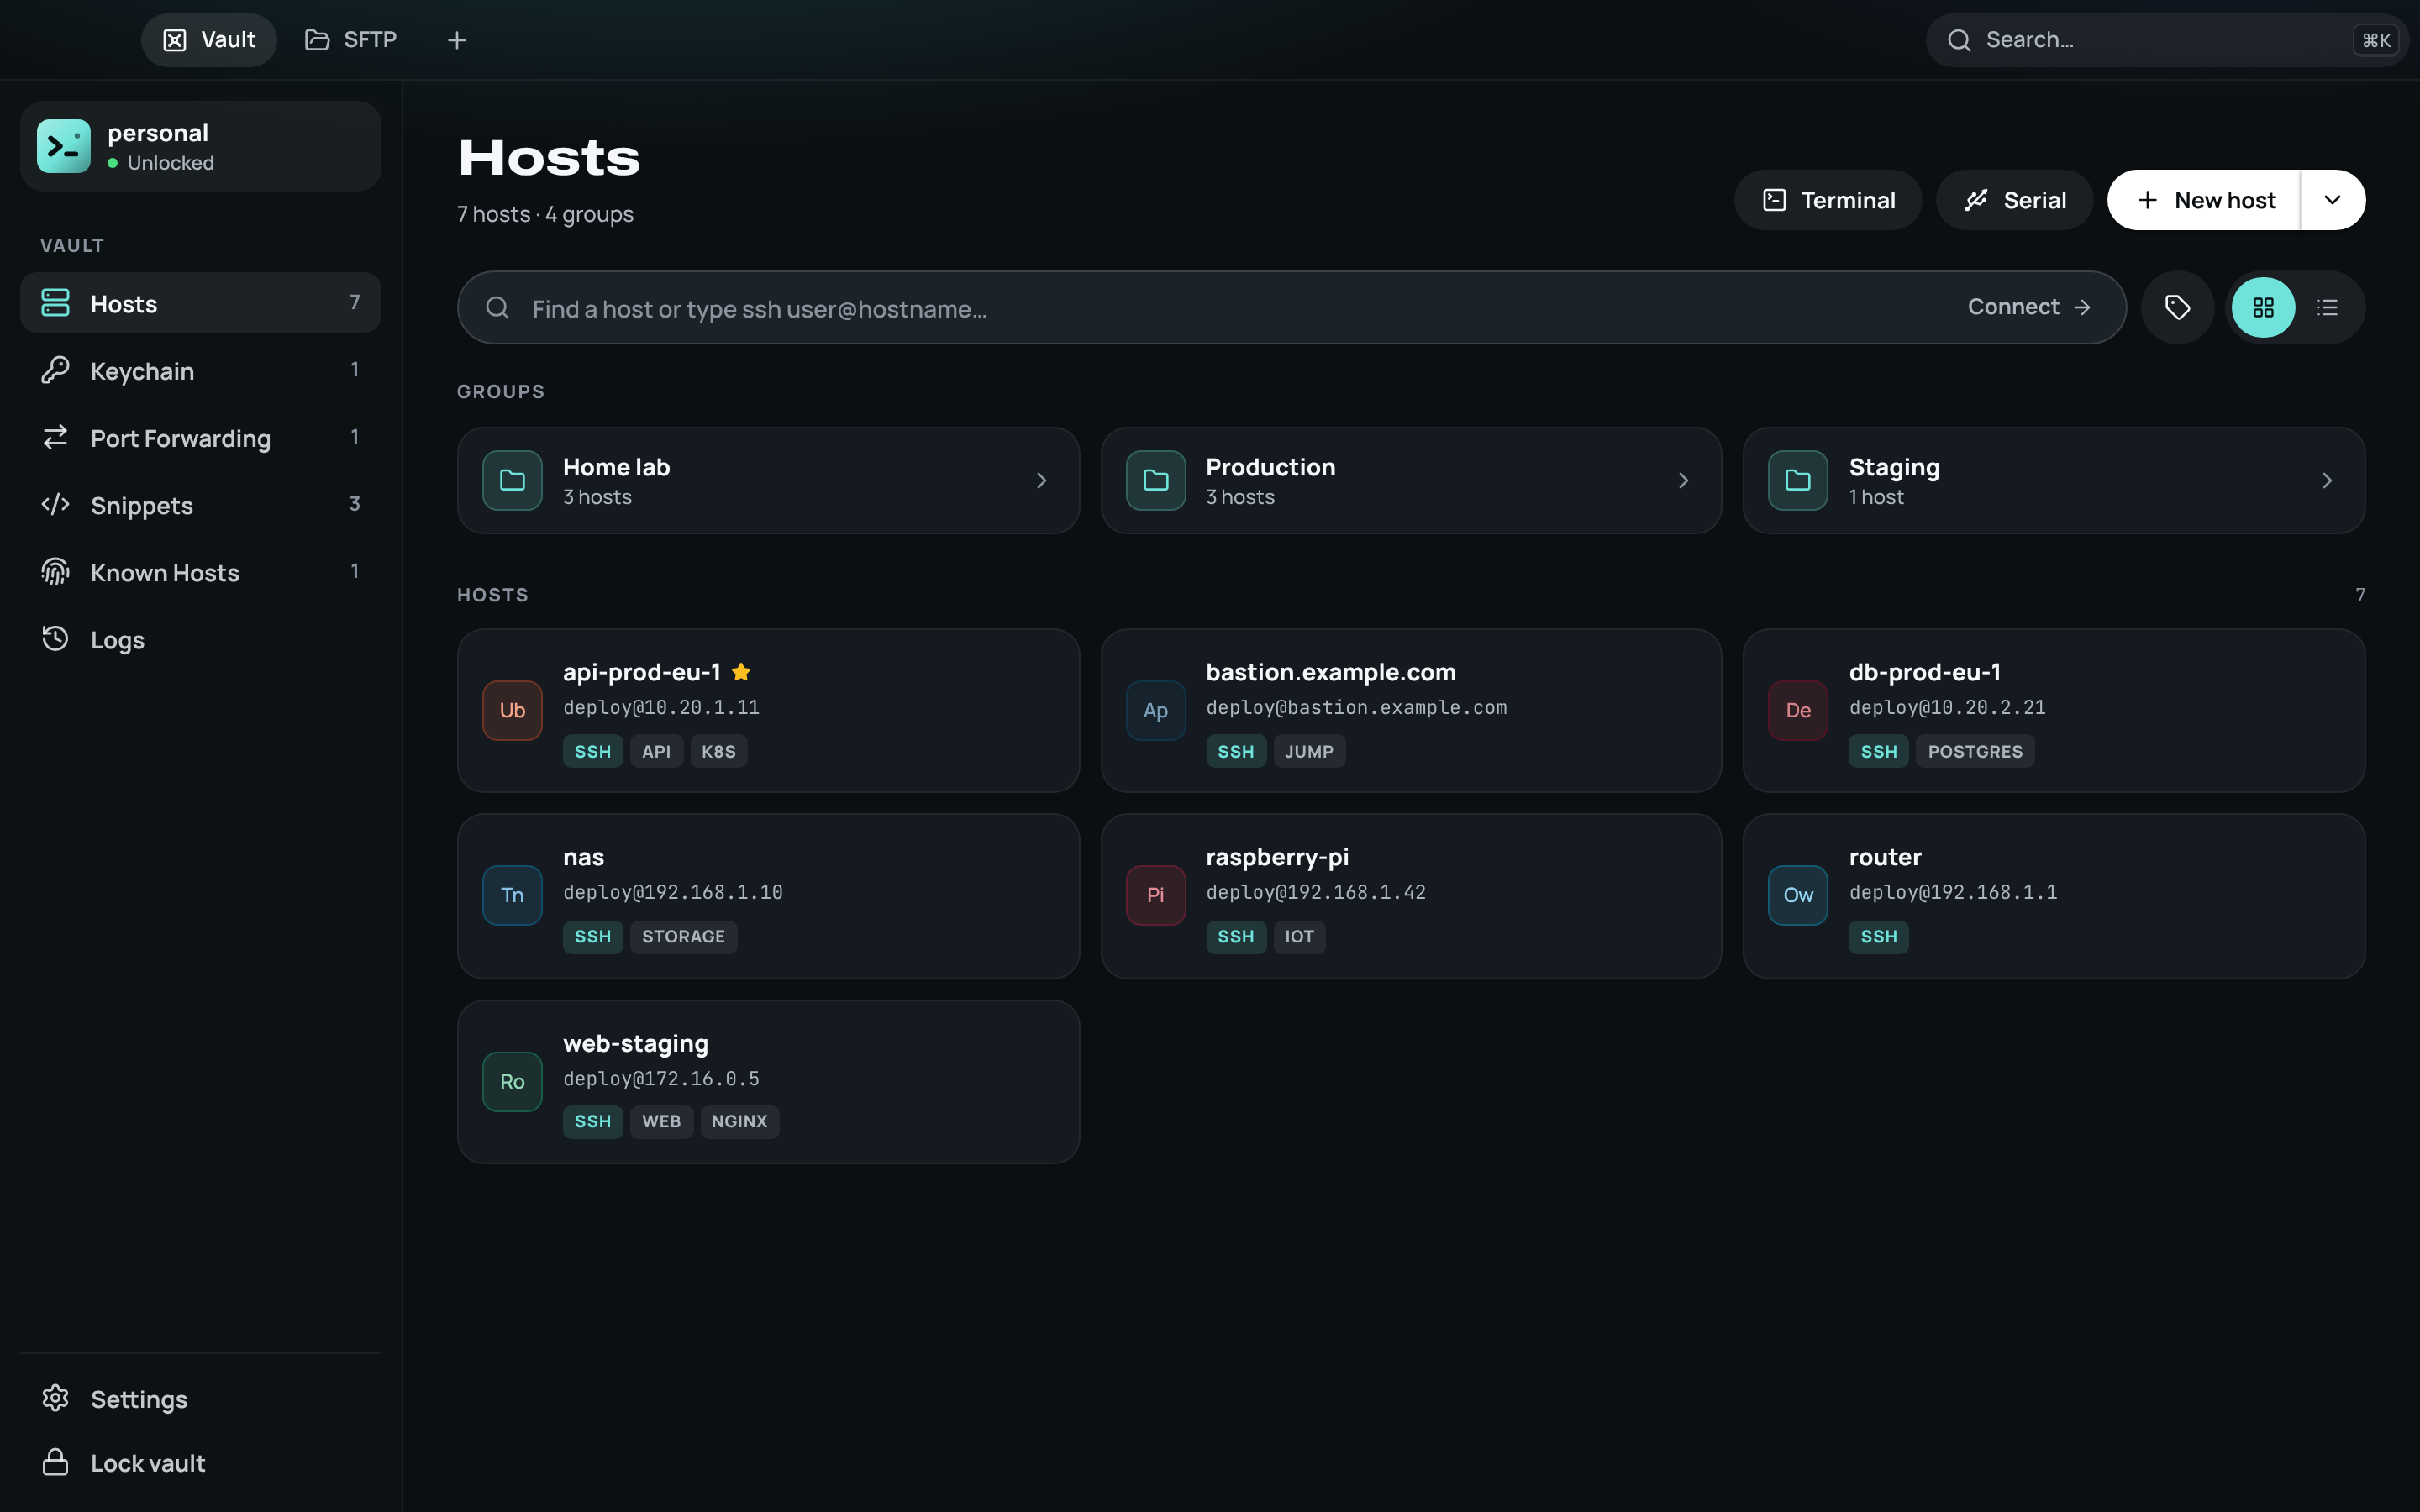 Vault
SFTP
Search…
⌘K
personal
Unlocked
VAULT
Hosts 7
Keychain 1
Port Forwarding 1
Snippets 3
Known Hosts 1
Logs
Settings
Lock vault
Hosts
7 hosts · 4 groups
Terminal
Serial
New host
Find a host or type ssh user@hostname…
Connect
GROUPS
Home lab
3 hosts
Production
3 hosts
Staging
1 host
HOSTS 7
Ub
api-prod-eu-1
deploy@10.20.1.11
SSH API K8S
Ap
bastion.example.com
deploy@bastion.example.com
SSH JUMP
De
db-prod-eu-1
deploy@10.20.2.21
SSH POSTGRES
Tn
nas
deploy@192.168.1.10
SSH STORAGE
Pi
raspberry-pi
deploy@192.168.1.42
SSH IOT
Ow
router
deploy@192.168.1.1
SSH
Ro
web-staging
deploy@172.16.0.5
SSH WEB NGINX